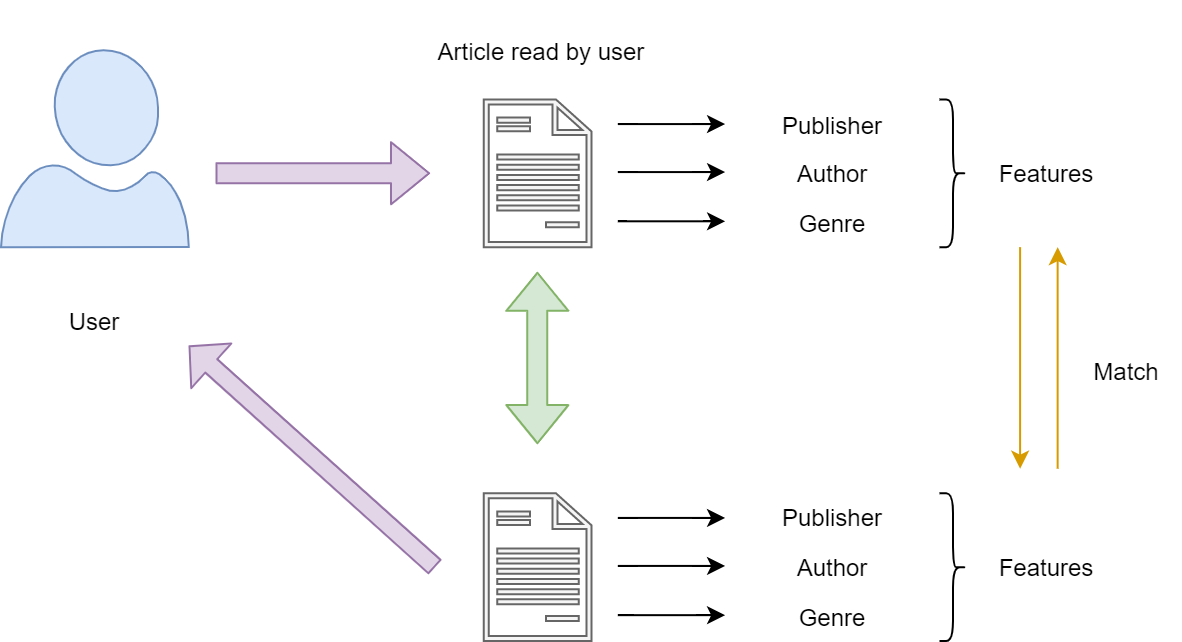 Article read by user
Publisher
Author
Features
Genre
User
Match
Publisher
Author
Features
Genre